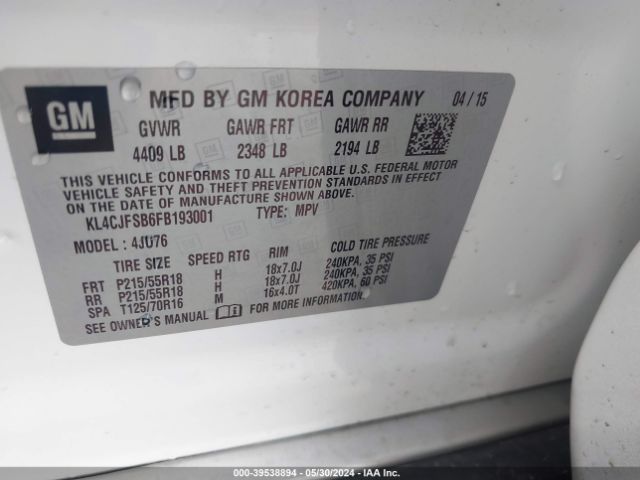 GM
MFD BY GM KOREA COMPANY 04 / 15
GVWR GAWR FRT GAWR RR
4409 LB 2348 LB 2194 LB
THIS VEHICLE CONFORMS TO ALL APPLICABLE U.S. FEDERAL MOTOR
VEHICLE SAFETY AND THEFT PREVENTION STANDARDS IN EFFECT
ON THE DATE OF MANUFACTURE SHOWN ABOVE.
KL4CJFSB6FB193001 TYPE: MPV
MODEL : 4JU76
TIRE SIZE SPEED RTG RIM COLD TIRE PRESSURE
FRT P215/55R18 H 18x7.0J 240KPA, 35 PSI
RR P215/55R18 H 18x7.0J 240KPA, 35 PSI
SPA T125/70R16 M 16x4.0T 420KPA, 60 PSI
SEE OWNER'S MANUAL FOR MORE INFORMATION
000-39538894 - 05/30/2024 - IAA Inc.